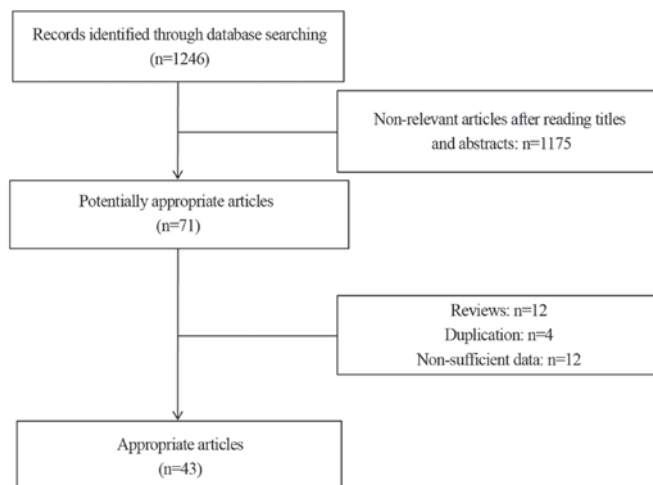 Records identified through database searching
(n=1246)
Non-relevant articles after reading titles
and abstracts: n=1175
Potentially appropriate articles
(n=71)
Reviews: n=12
Duplication: n=4
Non-sufficient data: n=12
Appropriate articles
(n=43)